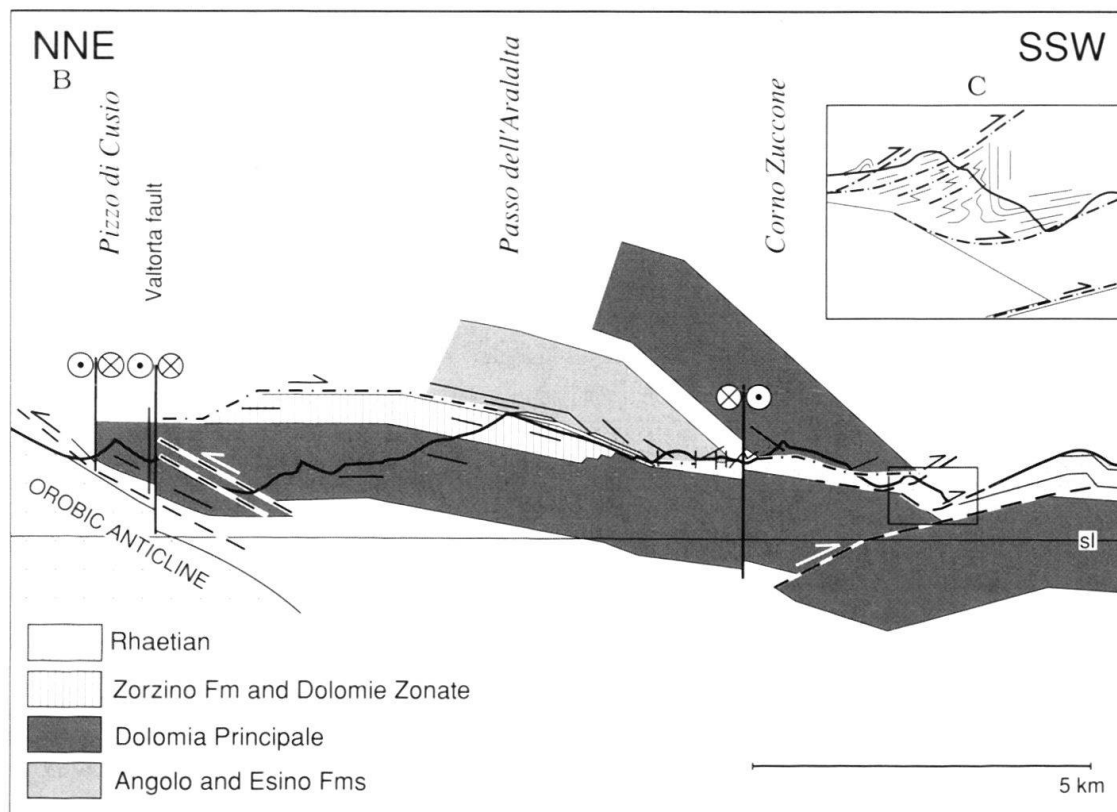 NNE
SSW
B
C
Pizzo di Cusio
Valtorta fault
Passo dell'Aralalta
Corno Zuccone
OROBIC ANTICLINE
sl
Rhaetian
Zorzino Fm and Dolomie Zonate
Dolomia Principale
Angolo and Esino Fms
5 km